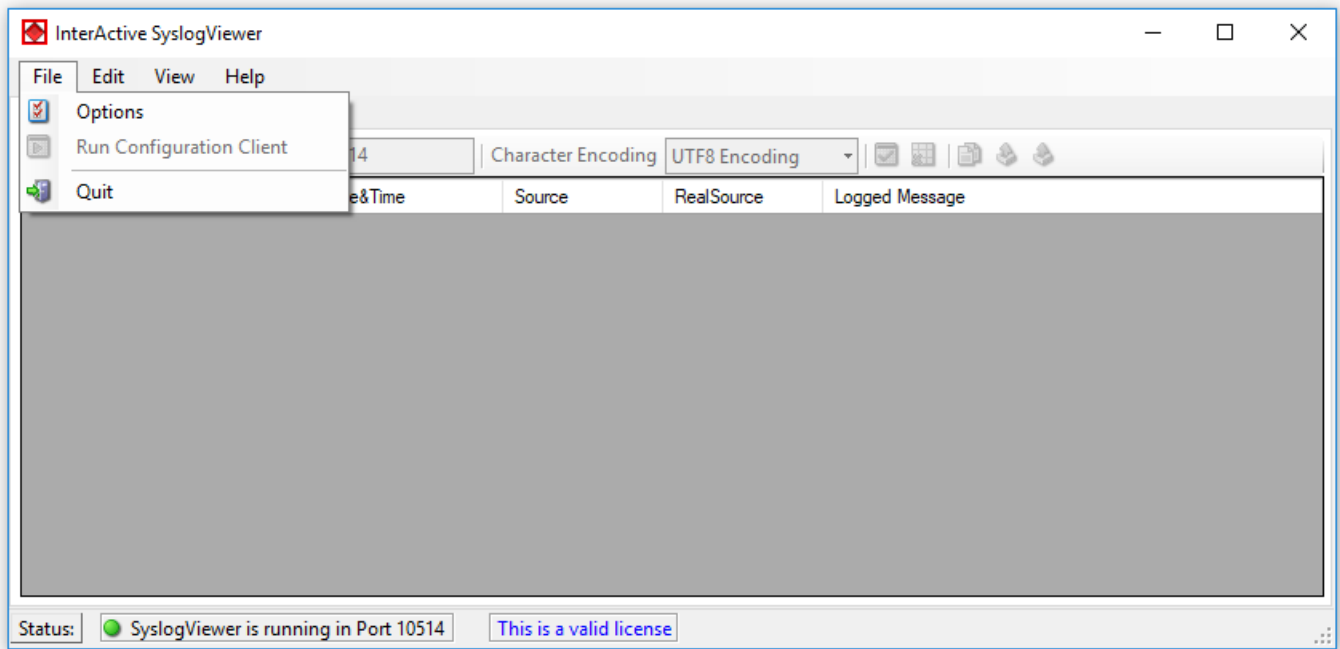 InterActive SyslogViewer
File Edit View Help
Options
Run Configuration Client
14 Character Encoding UTF8 Encoding
Quit
e&Time Source RealSource Logged Message
Status: SyslogViewer is running in Port 10514 This is a valid license